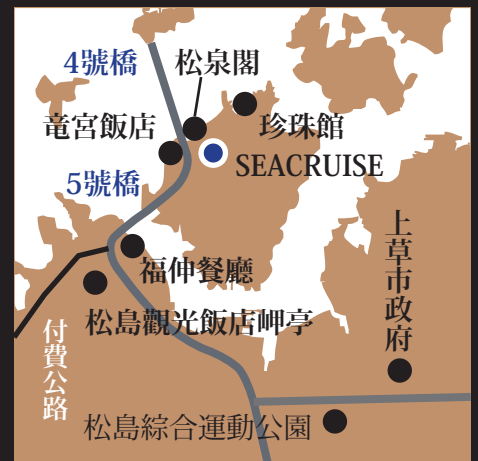 4號橋
松泉閣
竜宮飯店
珍珠館
SEACRUISE
5號橋
上草市政府
福伸餐廳
松島觀光飯店岬亭
付費公路
松島綜合運動公園